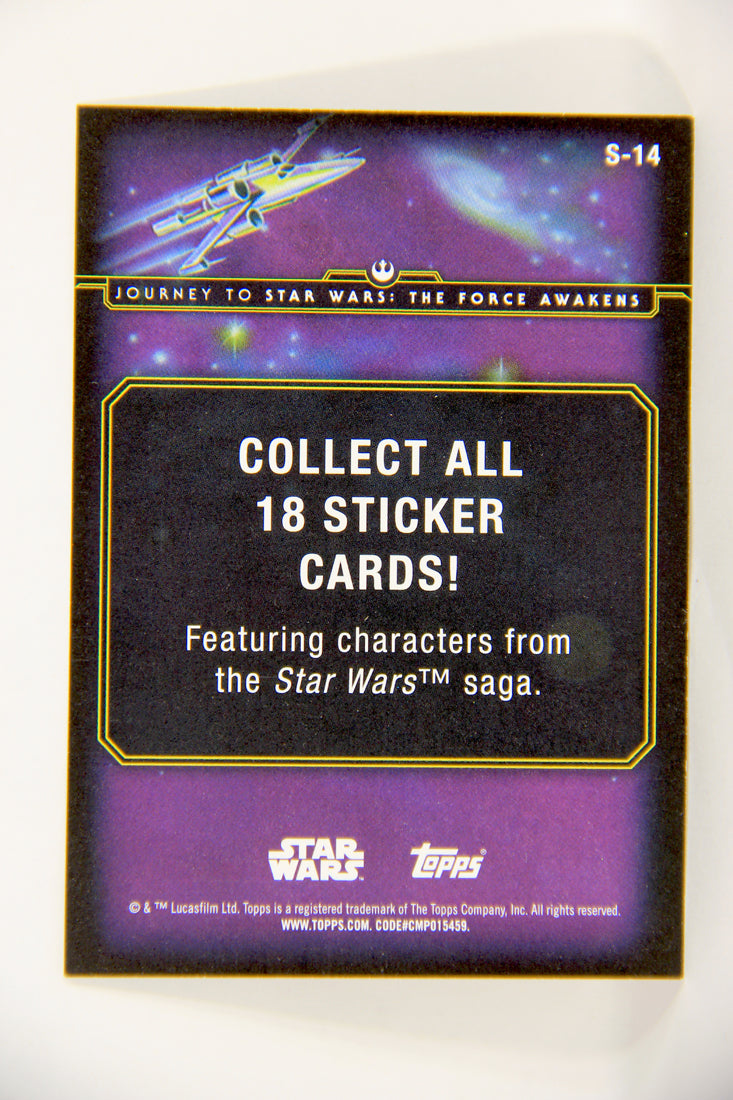 S-14
JOURNEY TO STAR WARS: THE FORCE AWAKENS
COLLECT ALL
18 STICKER
CARDS!
Featuring characters from
the Star Wars™ saga.
STAR WARS™ Topps®
© & ™ Lucasfilm Ltd. Topps is a registered trademark of The Topps Company, Inc. All rights reserved.
WWW.TOPPS.COM. CODE#CMP015459.